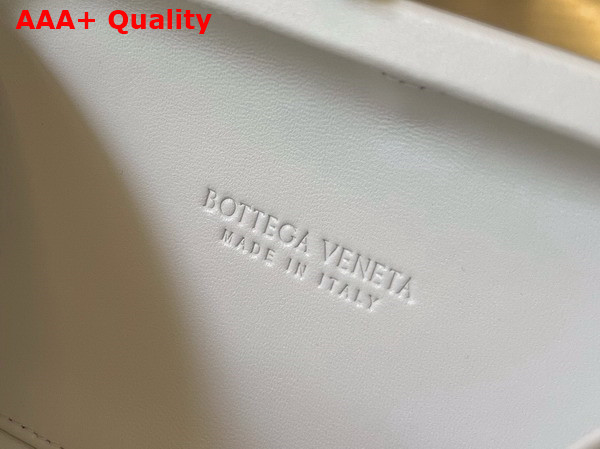 AAA+ Quality
BOTTEGA VENETA
MADE IN ITALY